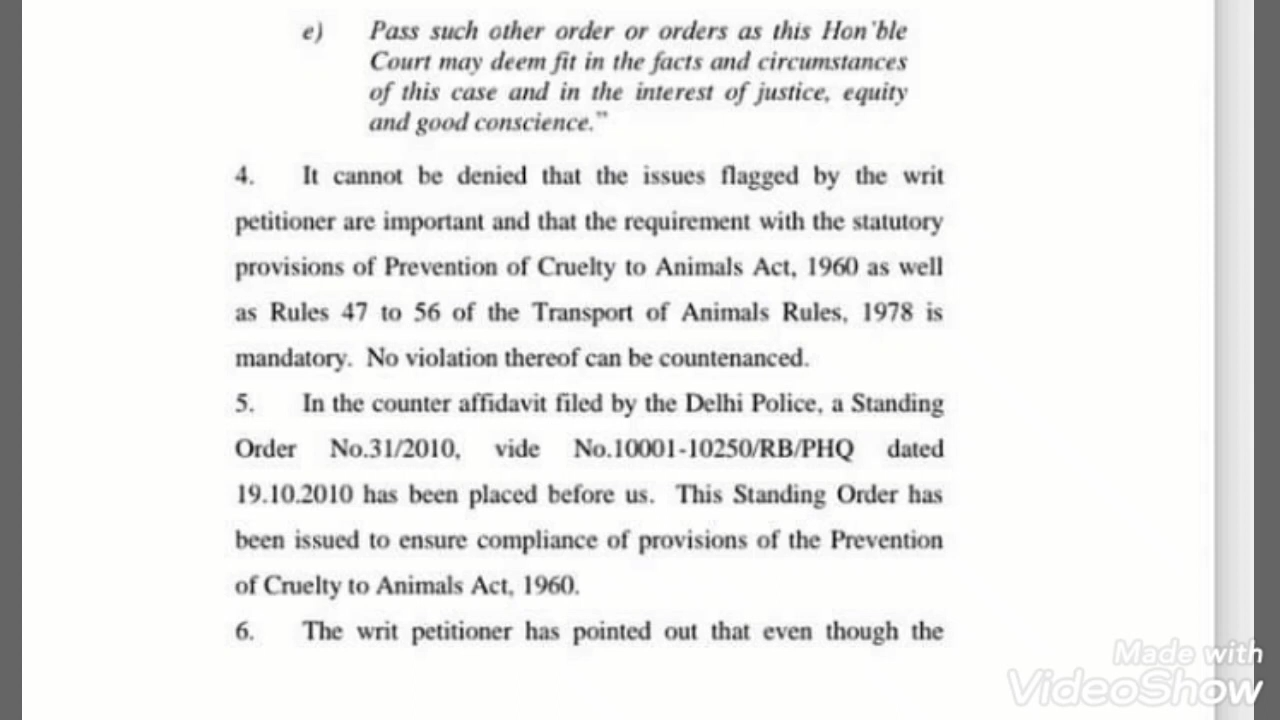 e) Pass such other order or orders as this Hon'ble
Court may deem fit in the facts and circumstances
of this case and in the interest of justice, equity
and good conscience."
4. It cannot be denied that the issues flagged by the writ
petitioner are important and that the requirement with the statutory
provisions of Prevention of Cruelty to Animals Act, 1960 as well
as Rules 47 to 56 of the Transport of Animals Rules, 1978 is
mandatory. No violation thereof can be countenanced.
5. In the counter affidavit filed by the Delhi Police, a Standing
Order No.31/2010, vide No.10001-10250/RB/PHQ dated
19.10.2010 has been placed before us. This Standing Order has
been issued to ensure compliance of provisions of the Prevention
of Cruelty to Animals Act, 1960.
6. The writ petitioner has pointed out that even though the
Made with
VideoShow